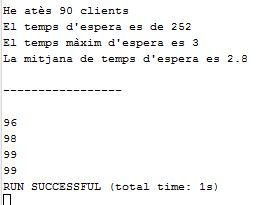 He atès 90 clients
El temps d'espera es de 252
El temps màxim d'espera es 3
La mitjana de temps d'espera es 2.8
-----------------
96
98
99
99
RUN SUCCESSFUL (total time: 1s)